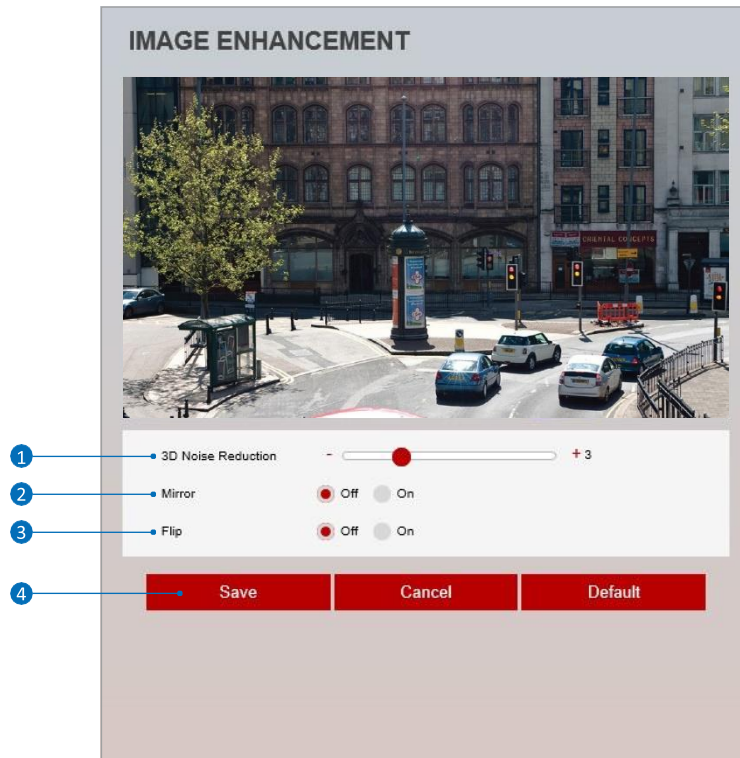 IMAGE ENHANCEMENT
ORIENTAL CONCEPTS
1 3D Noise Reduction - + 3
2 Mirror Off On
3 Flip Off On
4 Save Cancel Default